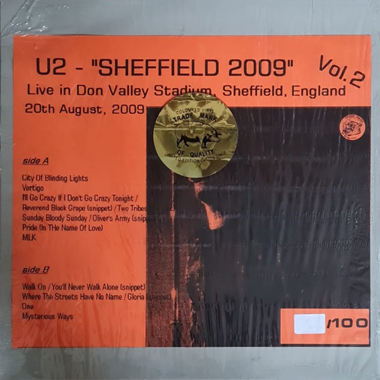 U2 - "SHEFFIELD 2009"
Vol.2
Live in Don Valley Stadium, Sheffield, England
20th August, 2009
TRADE MARK
OF QUALITY
side A
City Of Blinding Lights
Vertigo
I'll Go Crazy If I Don't Go Crazy Tonight /
Reverend Black Grape (snippet) / Two Tribes
Sunday Bloody Sunday / Oliver's Army (snipp
Pride (In The Name Of Love)
MLK
side B
Walk On / You'll Never Walk Alone (snippet)
Where The Streets Have No Name / Gloria (snippet)
One
Mysterious Ways
/100